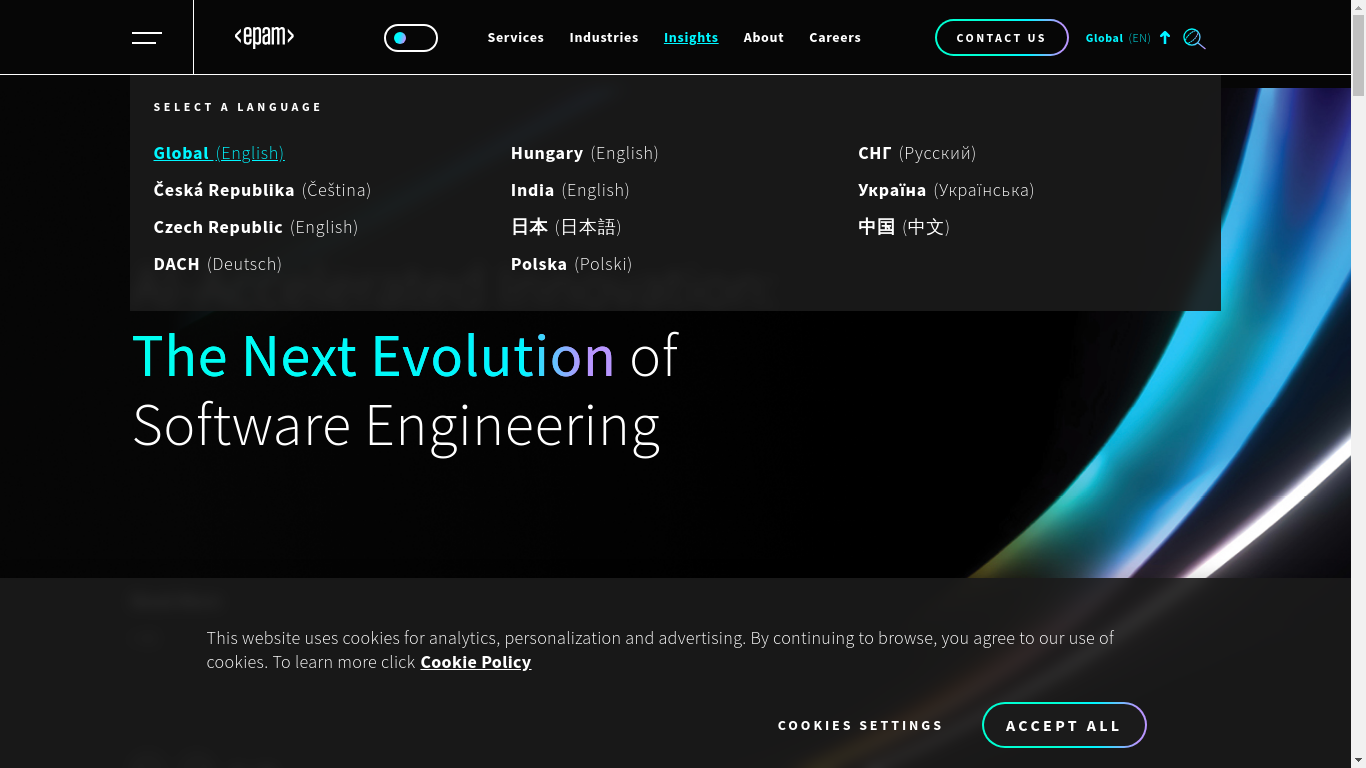 <epam>
Services
Industries
Insights
About
Careers
CONTACT US
Global (EN)
SELECT A LANGUAGE
Global (English)
Česká Republika (Čeština)
Czech Republic (English)
DACH (Deutsch)
Hungary (English)
India (English)
日本 (日本語)
Polska (Polski)
СНГ (Русский)
Україна (Українська)
中国 (中文)
The Next Evolution of
Software Engineering
This website uses cookies for analytics, personalization and advertising. By continuing to browse, you agree to our use of
cookies. To learn more click Cookie Policy
COOKIES SETTINGS
ACCEPT ALL